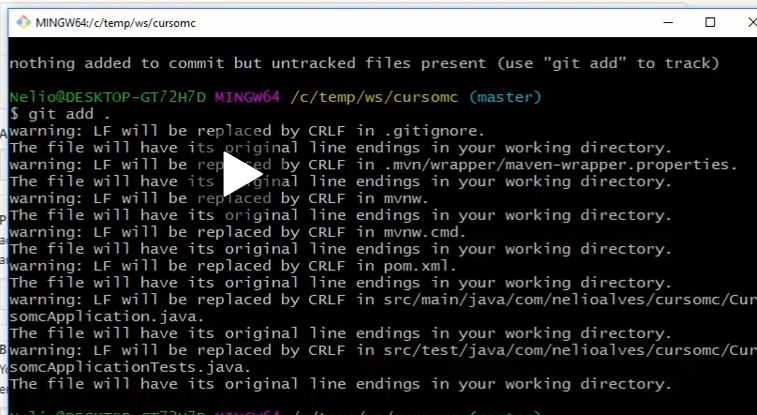 MINGW64:/c/temp/ws/cursomc
nothing added to commit but untracked files present (use "git add" to track)
Nelio@DESKTOP-GT72H7D MINGW64 /c/temp/ws/cursomc (master)
$ git add .
warning: LF will be replaced by CRLF in .gitignore.
The file will have its original line endings in your working directory.
warning: LF will be replaced by CRLF in .mvn/wrapper/maven-wrapper.properties.
The file will have its original line endings in your working directory.
warning: LF will be replaced by CRLF in mvnw.
The file will have its original line endings in your working directory.
warning: LF will be replaced by CRLF in mvnw.cmd.
The file will have its original line endings in your working directory.
warning: LF will be replaced by CRLF in pom.xml.
The file will have its original line endings in your working directory.
warning: LF will be replaced by CRLF in src/main/java/com/nelioalves/cursomc/Cur
somcApplication.java.
The file will have its original line endings in your working directory.
warning: LF will be replaced by CRLF in src/test/java/com/nelioalves/cursomc/Cur
somcApplicationTests.java.
The file will have its original line endings in your working directory.